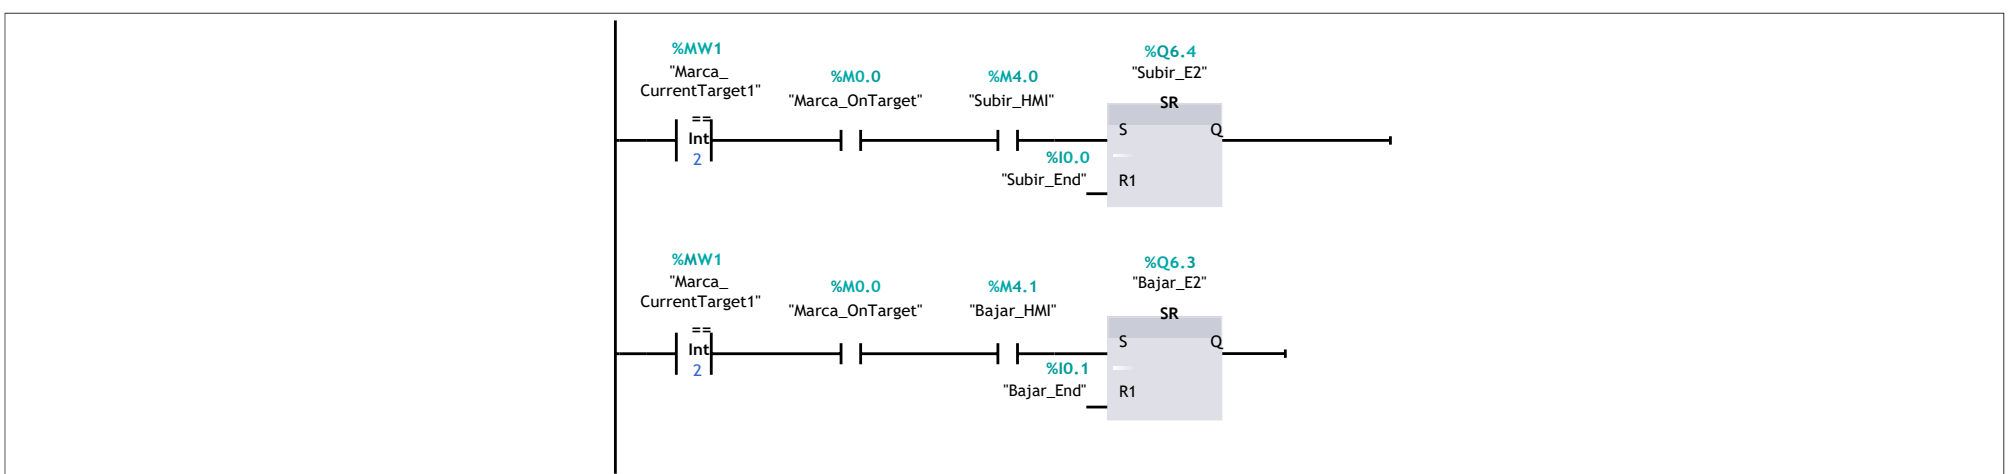 %MW1
"Marca_
CurrentTarget1"
==
Int
2
%M0.0
"Marca_OnTarget"
%M4.0
"Subir_HMI"
%I0.0
"Subir_End"
%Q6.4
"Subir_E2"
SR
S
Q
R1
%MW1
"Marca_
CurrentTarget1"
==
Int
2
%M0.0
"Marca_OnTarget"
%M4.1
"Bajar_HMI"
%I0.1
"Bajar_End"
%Q6.3
"Bajar_E2"
SR
S
Q
R1